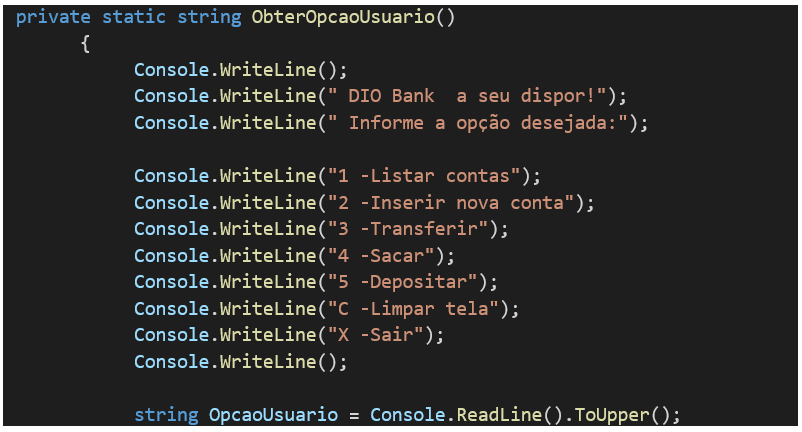 private static string ObterOpcaoUsuario()
{
Console.WriteLine();
Console.WriteLine(" DIO Bank  a seu dispor!");
Console.WriteLine(" Informe a opção desejada:");
Console.WriteLine("1 -Listar contas");
Console.WriteLine("2 -Inserir nova conta");
Console.WriteLine("3 -Transferir");
Console.WriteLine("4 -Sacar");
Console.WriteLine("5 -Depositar");
Console.WriteLine("C -Limpar tela");
Console.WriteLine("X -Sair");
Console.WriteLine();
string OpcaoUsuario = Console.ReadLine().ToUpper();